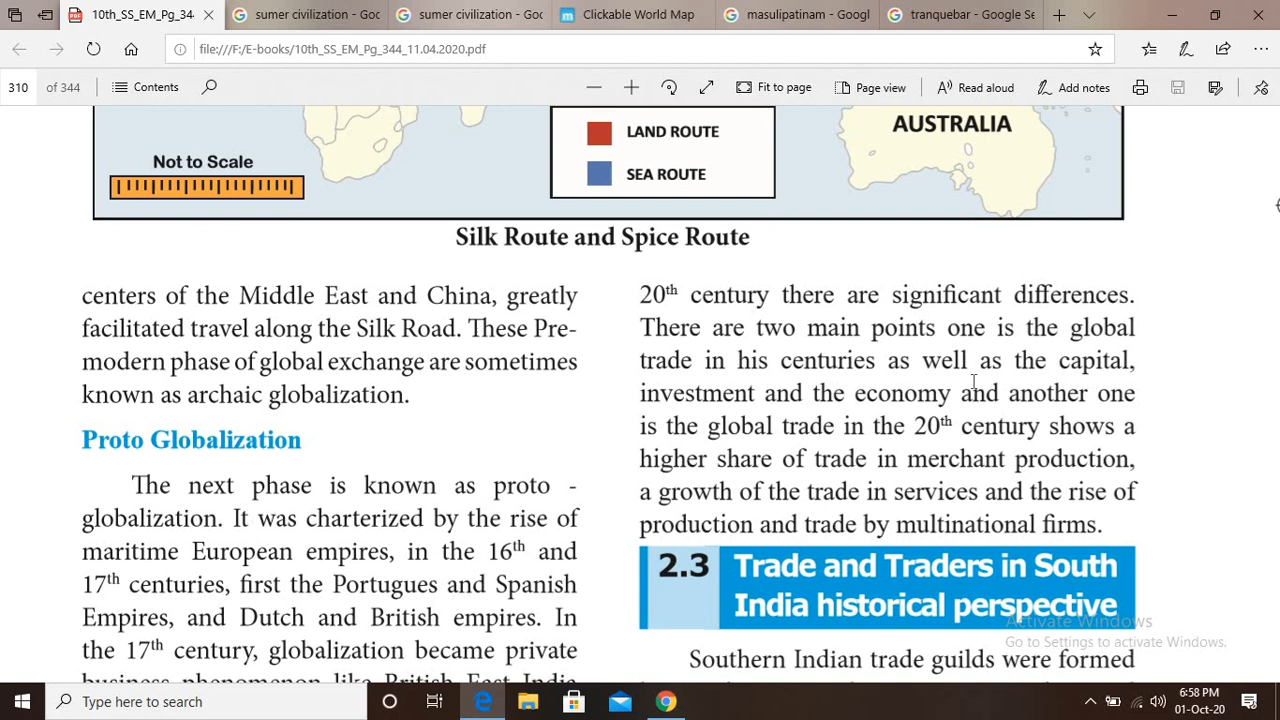 10th_SS_EM_Pg_344
sumer civilization - Goo
sumer civilization - Goo
Clickable World Map
masulipatinam - Googl
tranquebar - Google Se
file:///F:/E-books/10th_SS_EM_Pg_344_11.04.2020.pdf
310 of 344
Contents
Fit to page
Page view
Read aloud
Add notes
Not to Scale
LAND ROUTE
SEA ROUTE
AUSTRALIA
Silk Route and Spice Route
centers of the Middle East and China, greatly
facilitated travel along the Silk Road. These Pre-
modern phase of global exchange are sometimes
known as archaic globalization.
Proto Globalization
The next phase is known as proto -
globalization. It was charterized by the rise of
maritime European empires, in the 16th and
17th centuries, first the Portugues and Spanish
Empires, and Dutch and British empires. In
the 17th century, globalization became private
business phenomenon like British East India
20th century there are significant differences.
There are two main points one is the global
trade in his centuries as well as the capital,
investment and the economy and another one
is the global trade in the 20th century shows a
higher share of trade in merchant production,
a growth of the trade in services and the rise of
production and trade by multinational firms.
2.3 Trade and Traders in South
India historical perspective
Southern Indian trade guilds were formed
Activate Windows
Go to Settings to activate Windows.
Type here to search
6:58 PM
01-Oct-20